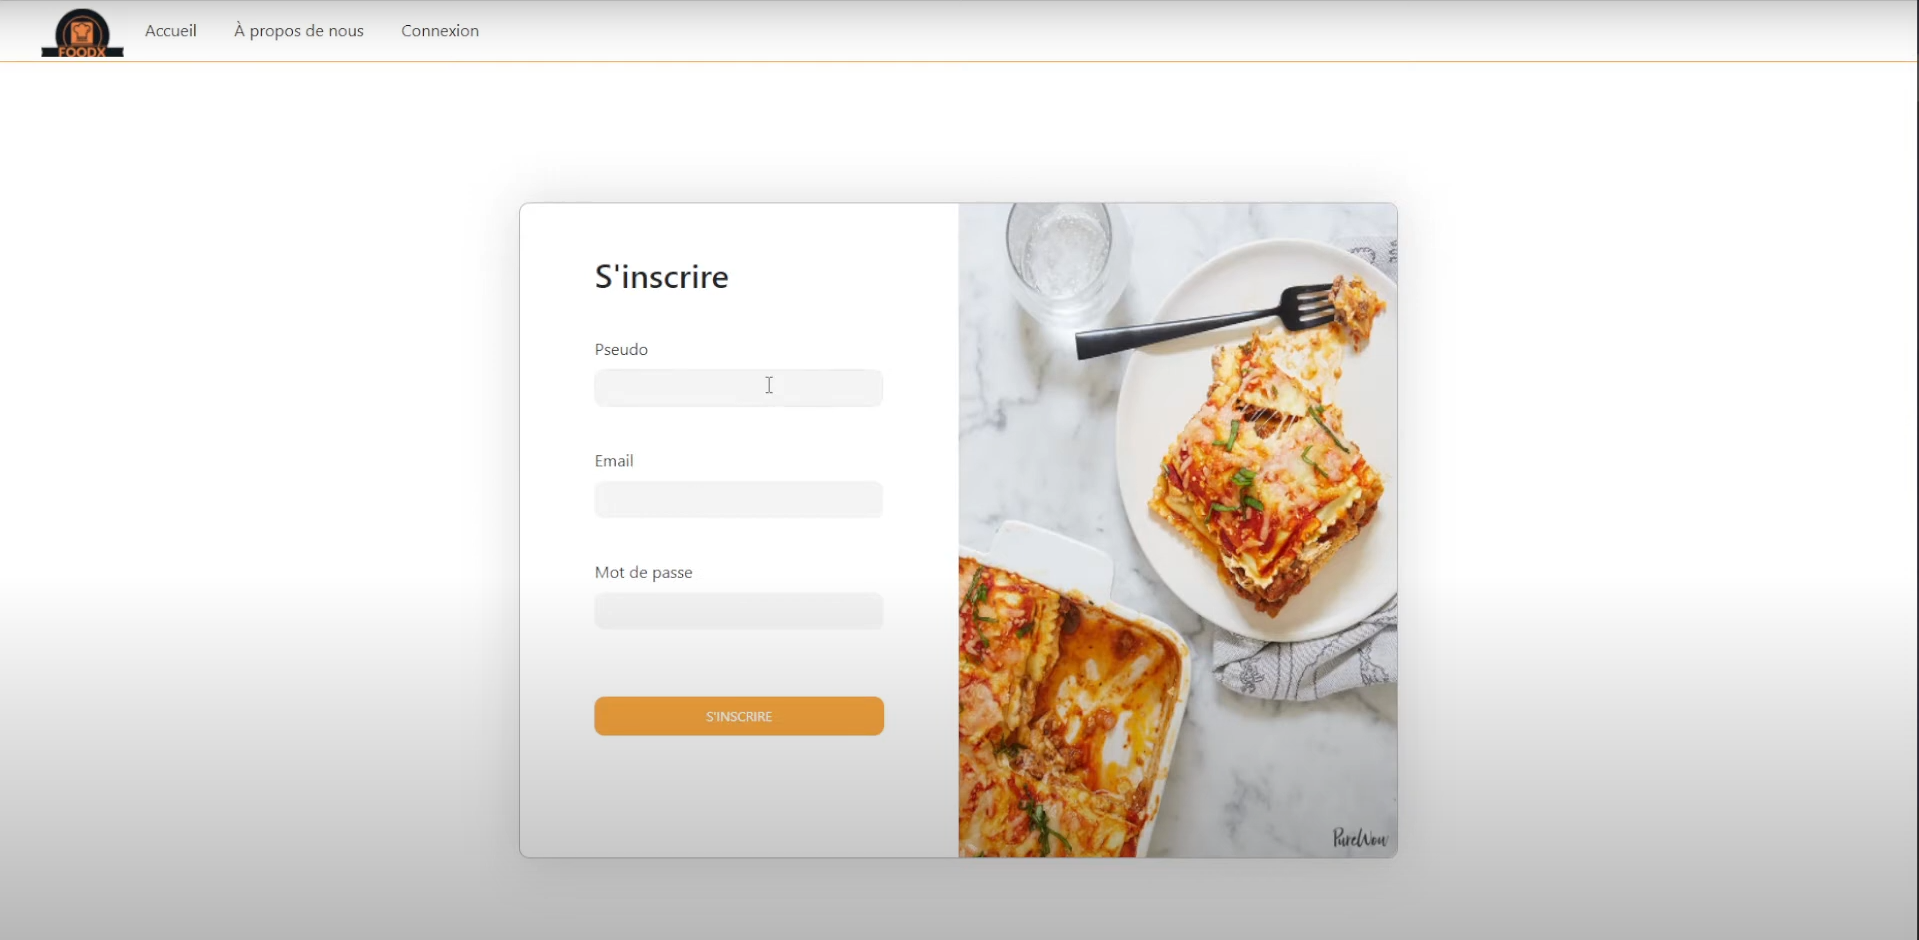 FOODX
Accueil
À propos de nous
Connexion
S'inscrire
Pseudo
Email
Mot de passe
S'INSCRIRE
PureWow